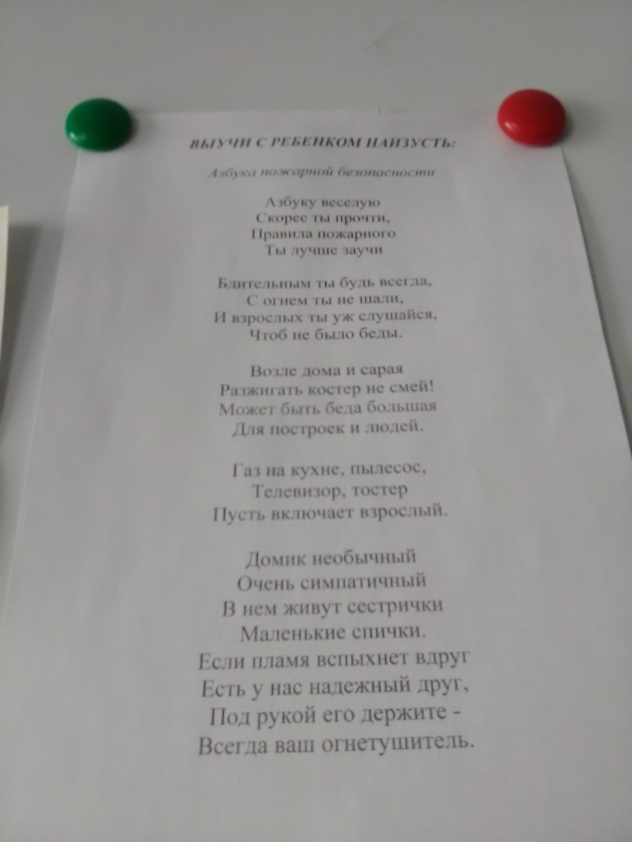 ВЫУЧИ С РЕБЕНКОМ НАИЗУСТЬ:
Азбука пожарной безопасности
Азбуку веселую
Скорее ты прочти,
Правила пожарного
Ты лучше заучи
Бдительным ты будь всегда,
С огнем ты не шали,
И взрослых ты уж слушайся,
Чтоб не было беды.
Возле дома и сарая
Разжигать костер не смей!
Может быть беда большая
Для построек и людей.
Газ на кухне, пылесос,
Телевизор, тостер
Пусть включает взрослый.
Домик необычный
Очень симпатичный
В нем живут сестрички
Маленькие спички.
Если пламя вспыхнет вдруг
Есть у нас надежный друг,
Под рукой его держите -
Всегда ваш огнетушитель.